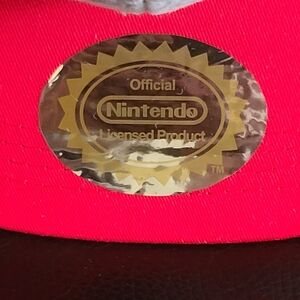 Official
Nintendo
Licensed Product
TM